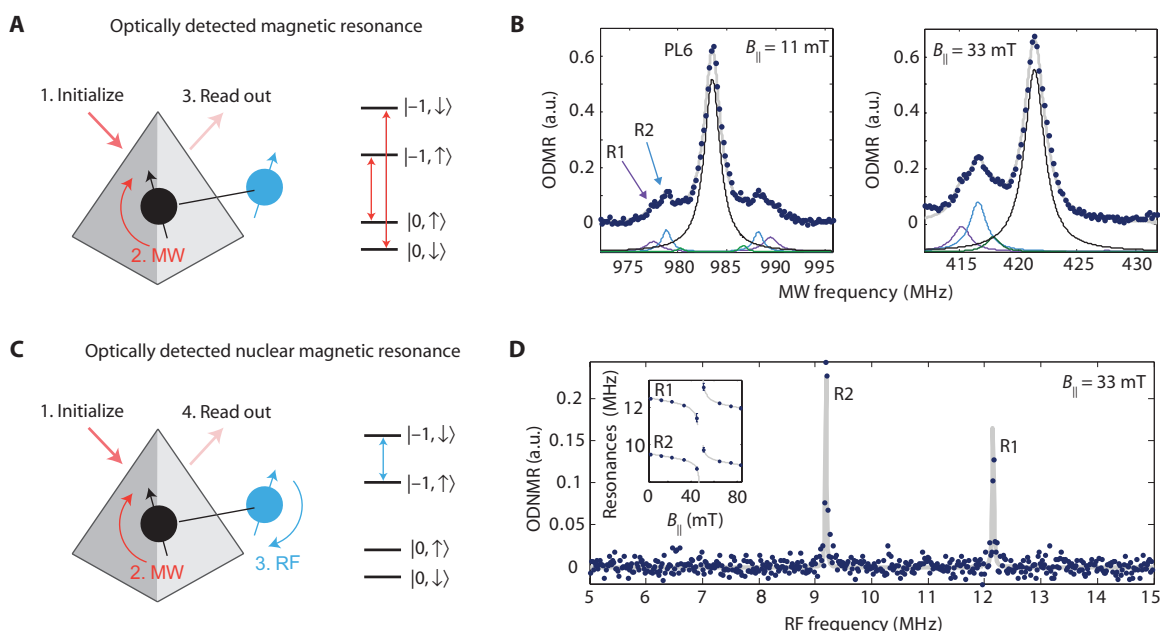 A
Optically detected magnetic resonance
1. Initialize
3. Read out
2. MW
|−1,↓⟩
|−1,↑⟩
|0,↑⟩
|0,↓⟩
B
ODMR (a.u.)
0.6
0.4
0.2
0
PL6
B|| = 11 mT
R2
R1
975 980 985 990 995
ODMR (a.u.)
0.6
0.4
0.2
0
B|| = 33 mT
415 420 425 430
MW frequency (MHz)
C
Optically detected nuclear magnetic resonance
1. Initialize
4. Read out
2. MW
3. RF
|−1,↓⟩
|−1,↑⟩
|0,↑⟩
|0,↓⟩
D
ODNMR (a.u.)
0.2
0.15
0.1
0.05
0
B|| = 33 mT
R2
R1
Resonances (MHz)
12
10
R1
R2
0 40 80
B|| (mT)
5 6 7 8 9 10 11 12 13 14 15
RF frequency (MHz)